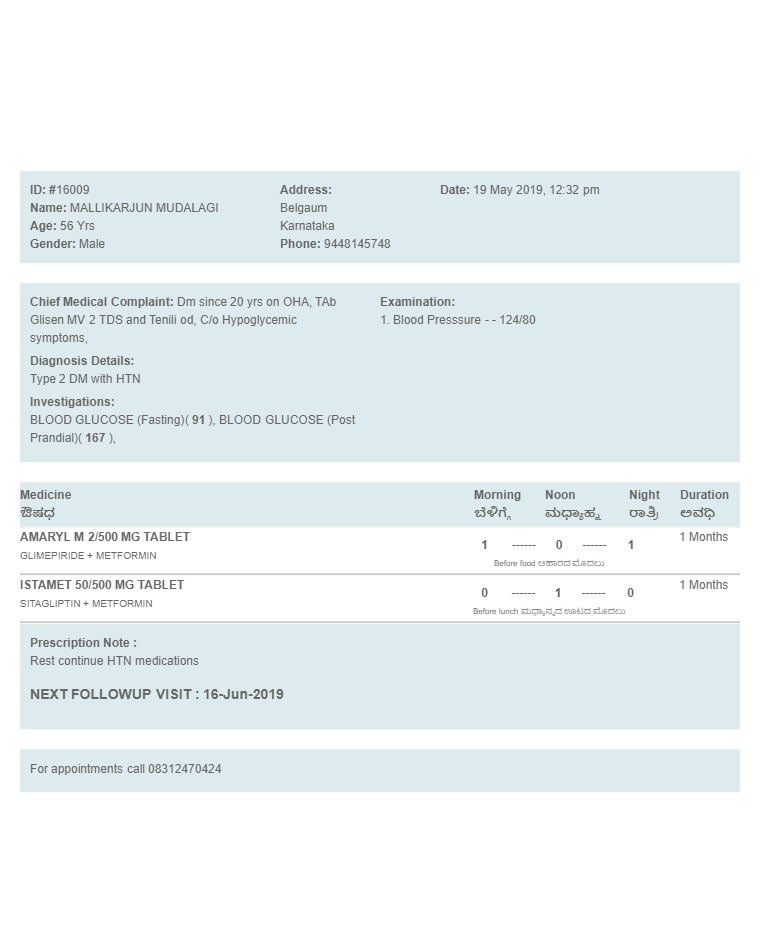 ID: #16009
Name: MALLIKARJUN MUDALAGI
Age: 56 Yrs
Gender: Male
Address:
Belgaum
Karnataka
Phone: 9448145748
Date: 19 May 2019, 12:32 pm
Chief Medical Complaint: Dm since 20 yrs on OHA, TAb
Glisen MV 2 TDS and Tenili od, C/o Hypoglycemic
symptoms,
Diagnosis Details:
Type 2 DM with HTN
Investigations:
BLOOD GLUCOSE (Fasting)( 91 ), BLOOD GLUCOSE (Post
Prandial)( 167 ),
Examination:
1. Blood Presssure - - 124/80
Medicine Morning Noon Night Duration
ಔಷಧ ಬೆಳಿಗ್ಗೆ ಮಧ್ಯಾಹ್ನ ರಾತ್ರಿ ಅವಧಿ
AMARYL M 2/500 MG TABLET 1 ------ 0 ------ 1 1 Months
GLIMEPIRIDE + METFORMIN
Before food ಆಹಾರದ ಮೊದಲು
ISTAMET 50/500 MG TABLET 0 ------ 1 ------ 0 1 Months
SITAGLIPTIN + METFORMIN
Before lunch ಮಧ್ಯಾನ್ನದ ಊಟದ ಮೊದಲು
Prescription Note :
Rest continue HTN medications
NEXT FOLLOWUP VISIT : 16-Jun-2019
For appointments call 08312470424